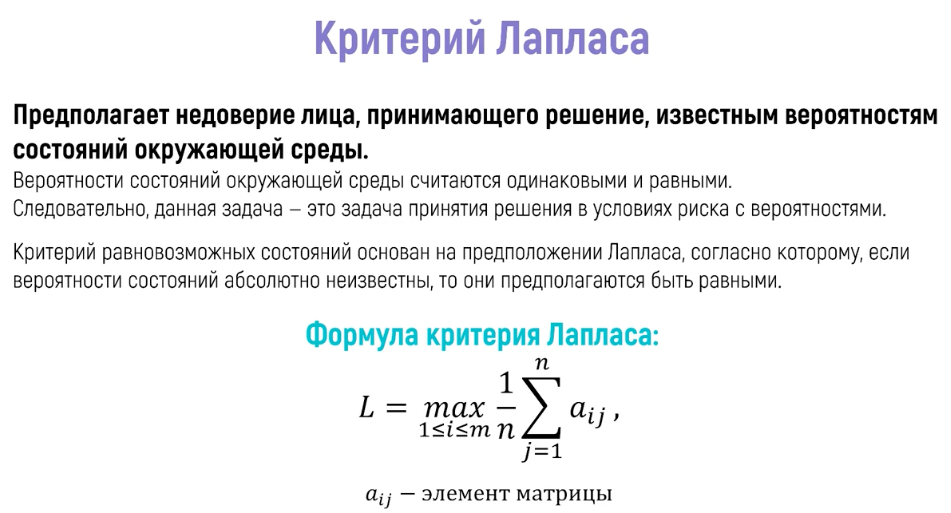 Критерий Лапласа
Предполагает недоверие лица, принимающего решение, известным вероятностям
состояний окружающей среды.
Вероятности состояний окружающей среды считаются одинаковыми и равными.
Следовательно, данная задача – это задача принятия решения в условиях риска с вероятностями.
Критерий равновозможных состояний основан на предположении Лапласа, согласно которому, если
вероятности состояний абсолютно неизвестны, то они предполагаются быть равными.
Формула критерия Лапласа:
L = max 1≤i≤m 1/n ∑ j=1 n a_ij ,
a_ij − элемент матрицы